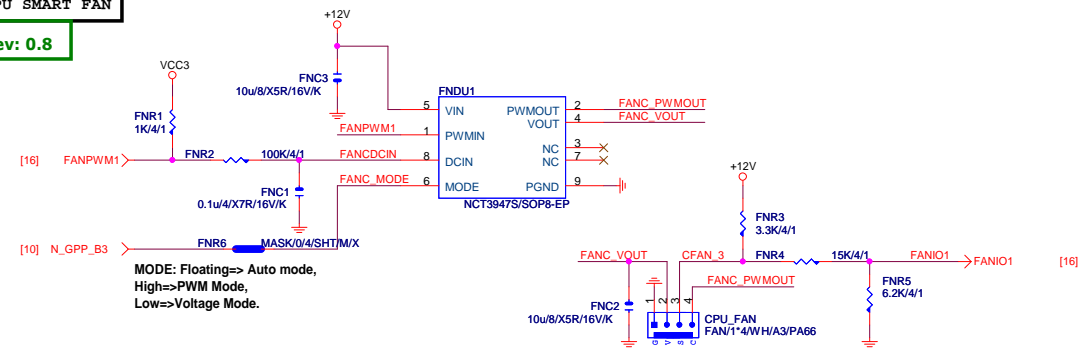 PU SMART FAN
ev: 0.8
+12V
VCC3
FNC3
10u/8/X5R/16V/K
FNDU1
FNR1
1K/4/1
5 VIN PWMOUT 2 FANC_PWMOUT
VOUT 4 FANC_VOUT
FANPWM1 1 PWMIN
NC 3
[16] FANPWM1 FNR2 100K/4/1 FANCDCIN 8 DCIN NC 7
FANC_MODE 6 MODE PGND 9
FNC1
0.1u/4/X7R/16V/K
NCT3947S/SOP8-EP
[10] N_GPP_B3 FNR6 MASK/0/4/SHT/M/X
MODE: Floating=> Auto mode,
High=>PWM Mode,
Low=>Voltage Mode.
+12V
FNR3
3.3K/4/1
FANC_VOUT CFAN_3 FNR4 15K/4/1 FANIO1 FANIO1 [16]
FANC_PWMOUT
FNR5
6.2K/4/1
FNC2
10u/8/X5R/16V/K
1 2 3 4
G V S C
CPU_FAN
FAN/1*4/WH/A3/PA66